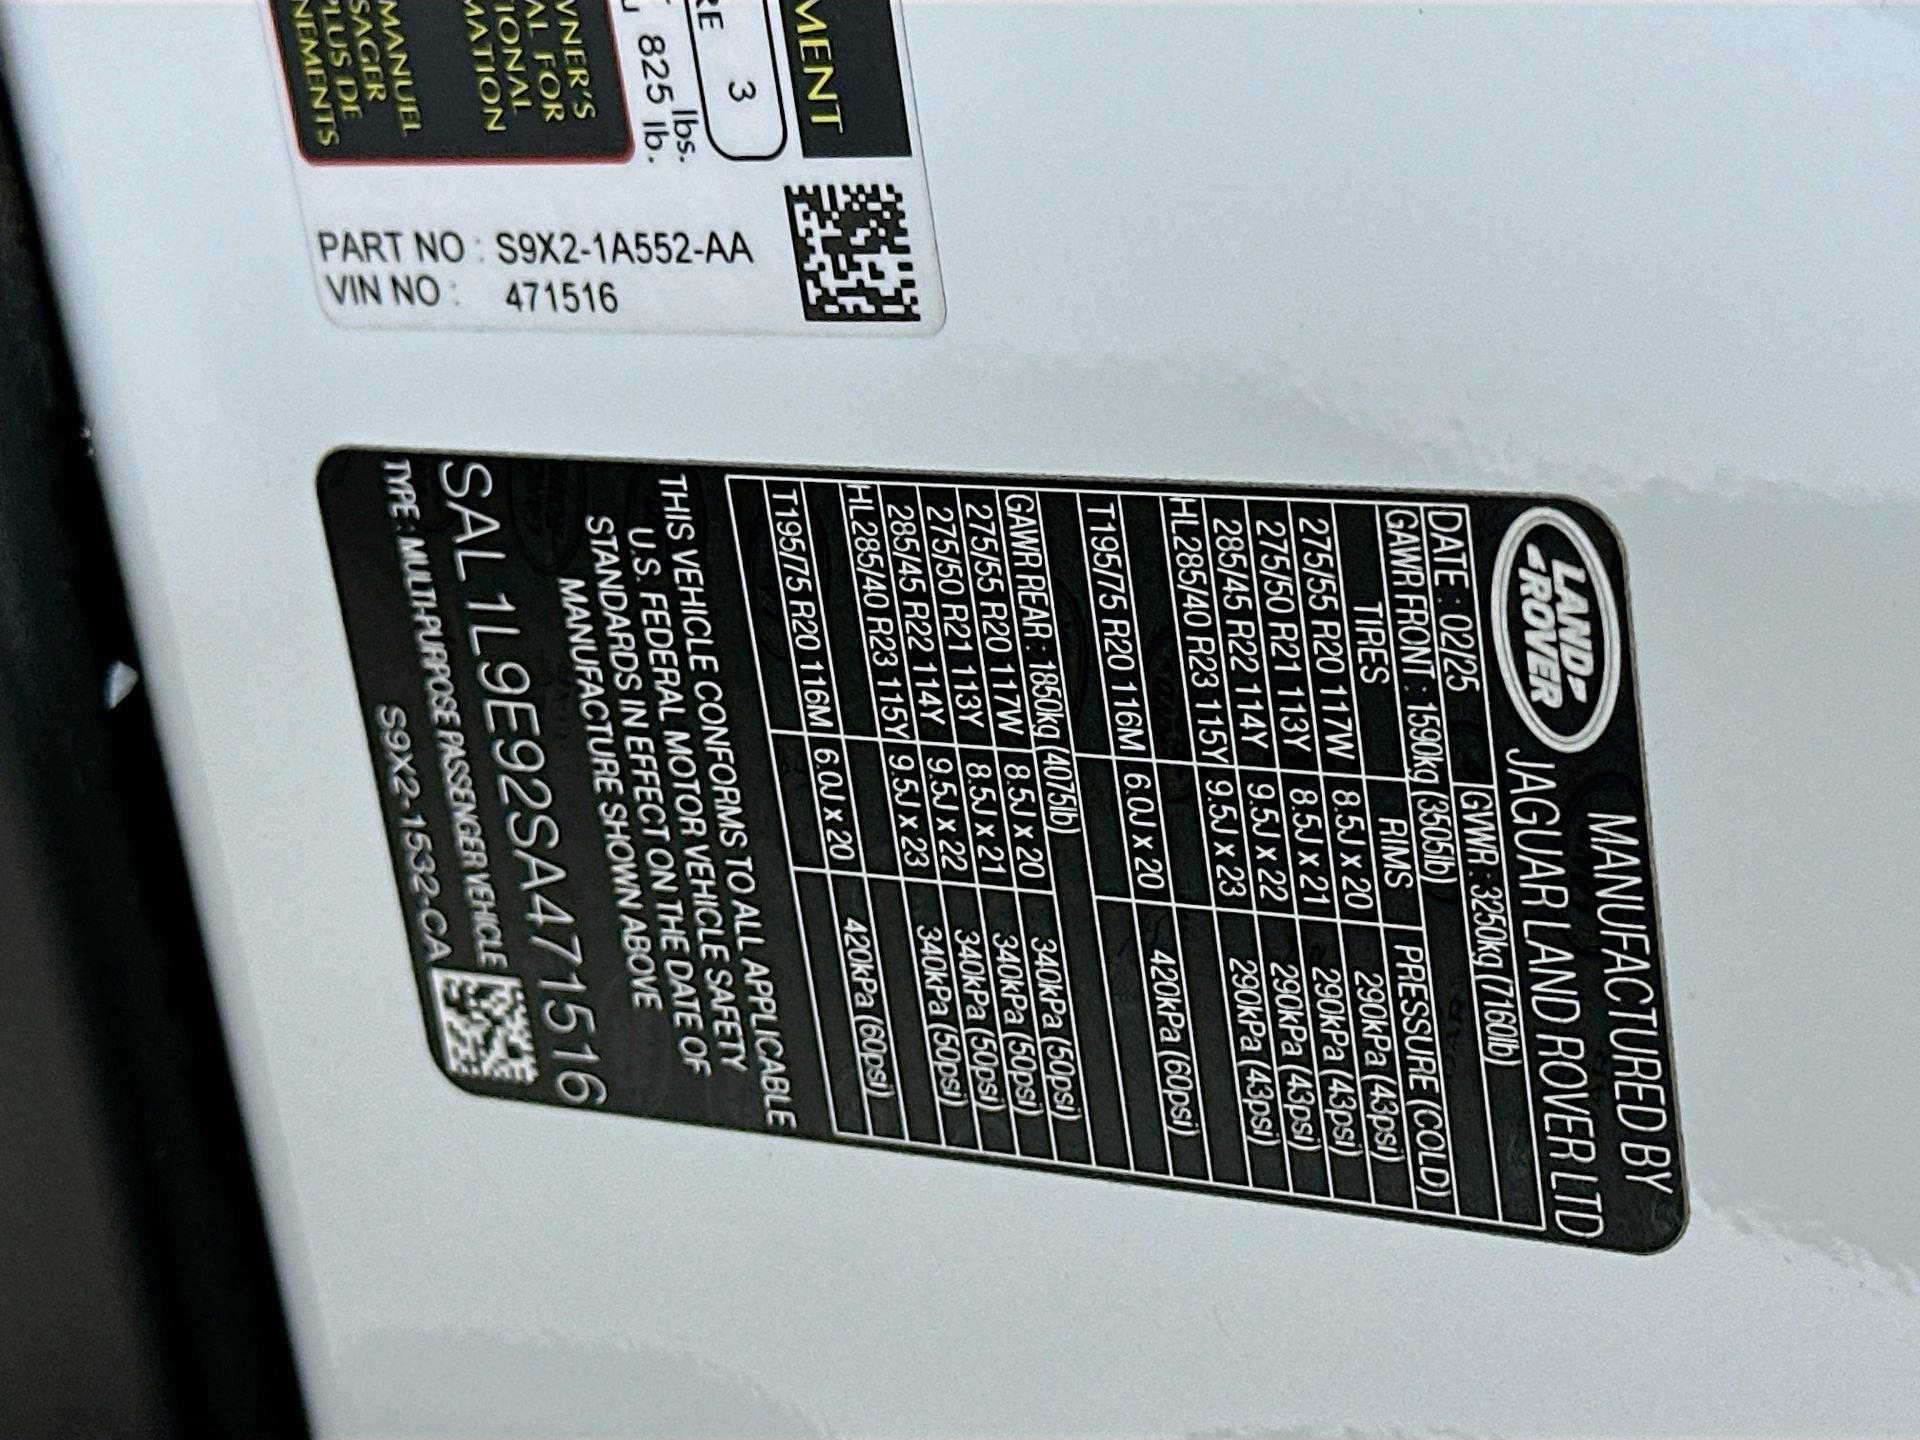 MENT
RE 3
lbs.
825 lb.
WNER'S
AL FOR
IONAL
MATION
MANUEL
SAGER
PLUS DE
NEMENTS
PART NO : S9X2-1A552-AA
VIN NO : 471516
LAND ROVER
MANUFACTURED BY
JAGUAR LAND ROVER LTD
DATE : 02/25 GVWR : 3250kg (7160lb)
GAWR FRONT : 1590kg (3505lb)
TIRES RIMS PRESSURE (COLD)
275/55 R20 117W 8.5J x 20 290kPa (43psi)
275/50 R21 113Y 8.5J x 21 290kPa (43psi)
285/45 R22 114Y 9.5J x 22 290kPa (43psi)
HL285/40 R23 115Y 9.5J x 23 290kPa (43psi)
T195/75 R20 116M 6.0J x 20 420kPa (60psi)
GAWR REAR : 1850kg (4075lb)
275/55 R20 117W 8.5J x 20 340kPa (50psi)
275/50 R21 113Y 8.5J x 21 340kPa (50psi)
285/45 R22 114Y 9.5J x 22 340kPa (50psi)
HL285/40 R23 115Y 9.5J x 23 340kPa (50psi)
T195/75 R20 116M 6.0J x 20 420kPa (60psi)
THIS VEHICLE CONFORMS TO ALL APPLICABLE
U.S. FEDERAL MOTOR VEHICLE SAFETY
STANDARDS IN EFFECT ON THE DATE OF
MANUFACTURE SHOWN ABOVE
SAL1L9E92SA471516
TYPE : MULTI-PURPOSE PASSENGER VEHICLE
S9X2-1532-CA